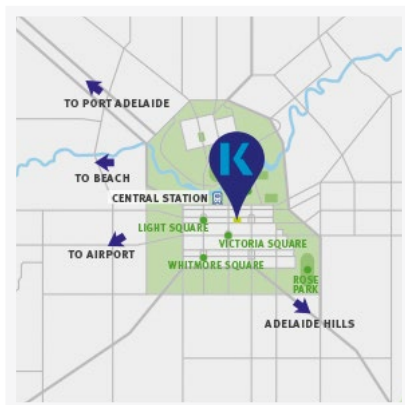 TO PORT ADELAIDE
K
TO BEACH
CENTRAL STATION
LIGHT SQUARE
VICTORIA SQUARE
TO AIRPORT
WHITMORE SQUARE
ROSE
PARK
ADELAIDE HILLS